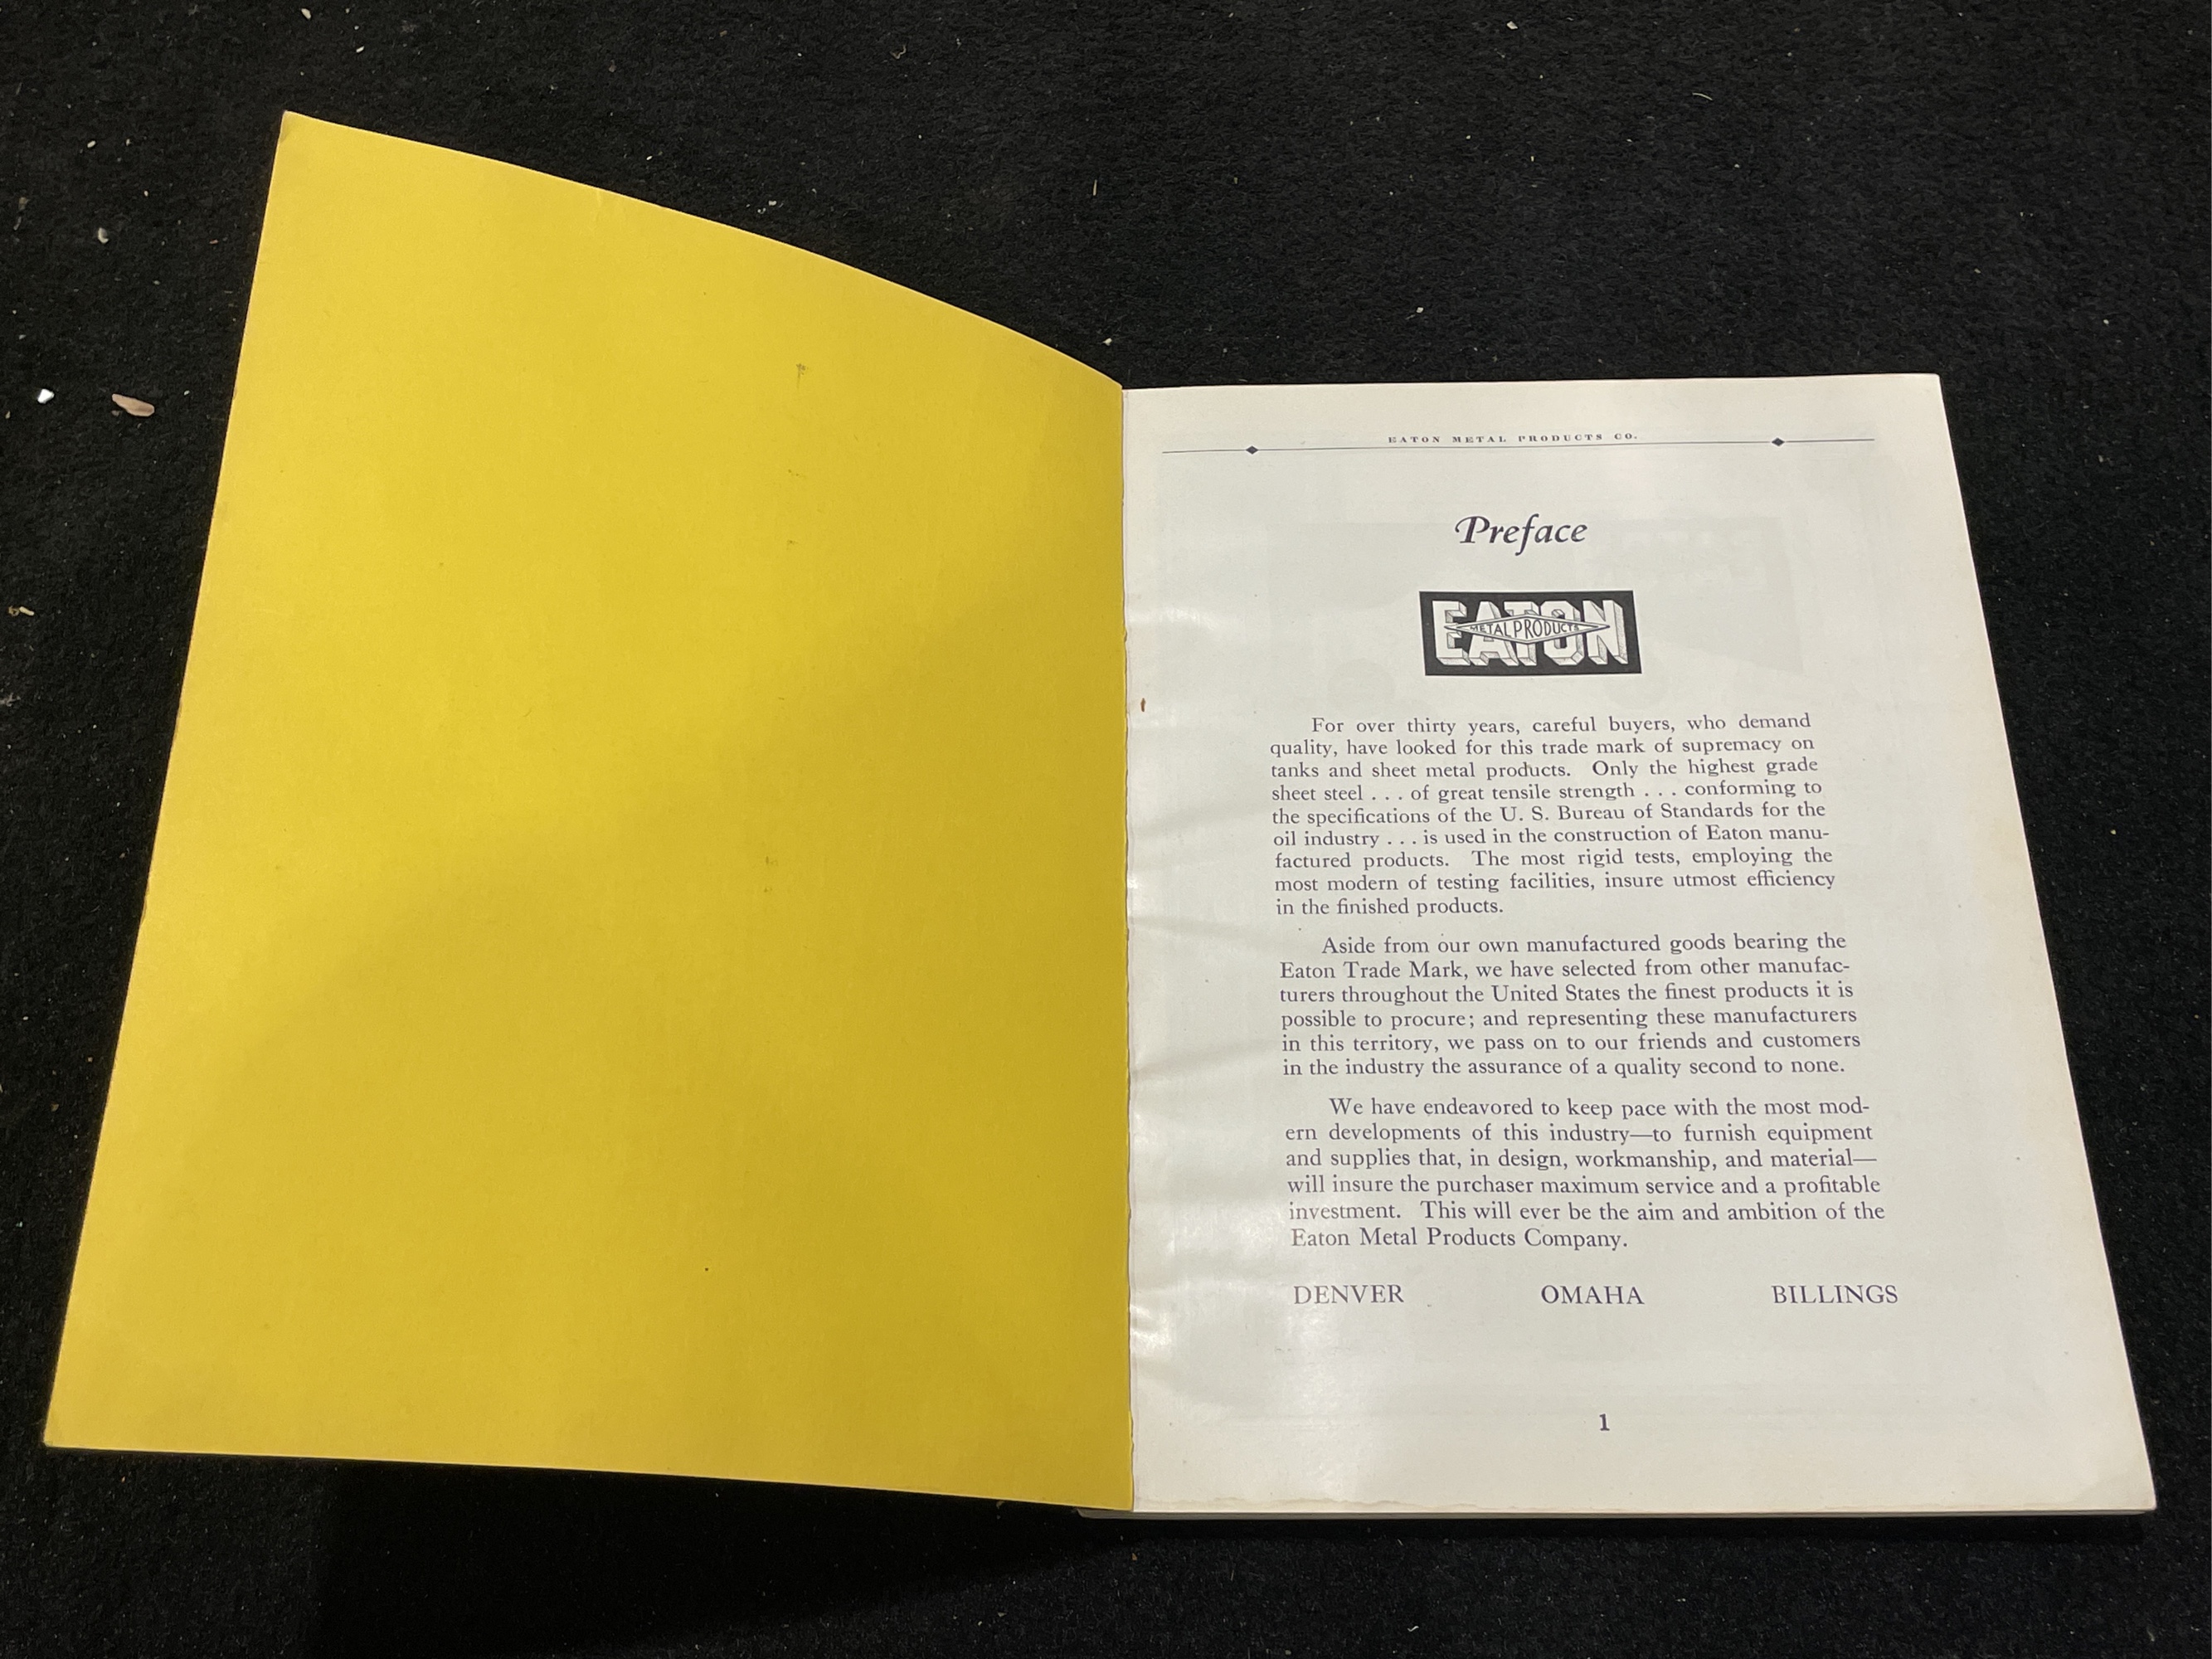 EATON METAL PRODUCTS CO.
Preface
EATON
METAL PRODUCTS
For over thirty years, careful buyers, who demand
quality, have looked for this trade mark of supremacy on
tanks and sheet metal products. Only the highest grade
sheet steel . . . of great tensile strength . . . conforming to
the specifications of the U. S. Bureau of Standards for the
oil industry . . . is used in the construction of Eaton manu-
factured products. The most rigid tests, employing the
most modern of testing facilities, insure utmost efficiency
in the finished products.
Aside from our own manufactured goods bearing the
Eaton Trade Mark, we have selected from other manufac-
turers throughout the United States the finest products it is
possible to procure; and representing these manufacturers
in this territory, we pass on to our friends and customers
in the industry the assurance of a quality second to none.
We have endeavored to keep pace with the most mod-
ern developments of this industry—to furnish equipment
and supplies that, in design, workmanship, and material—
will insure the purchaser maximum service and a profitable
investment. This will ever be the aim and ambition of the
Eaton Metal Products Company.
DENVER OMAHA BILLINGS
1